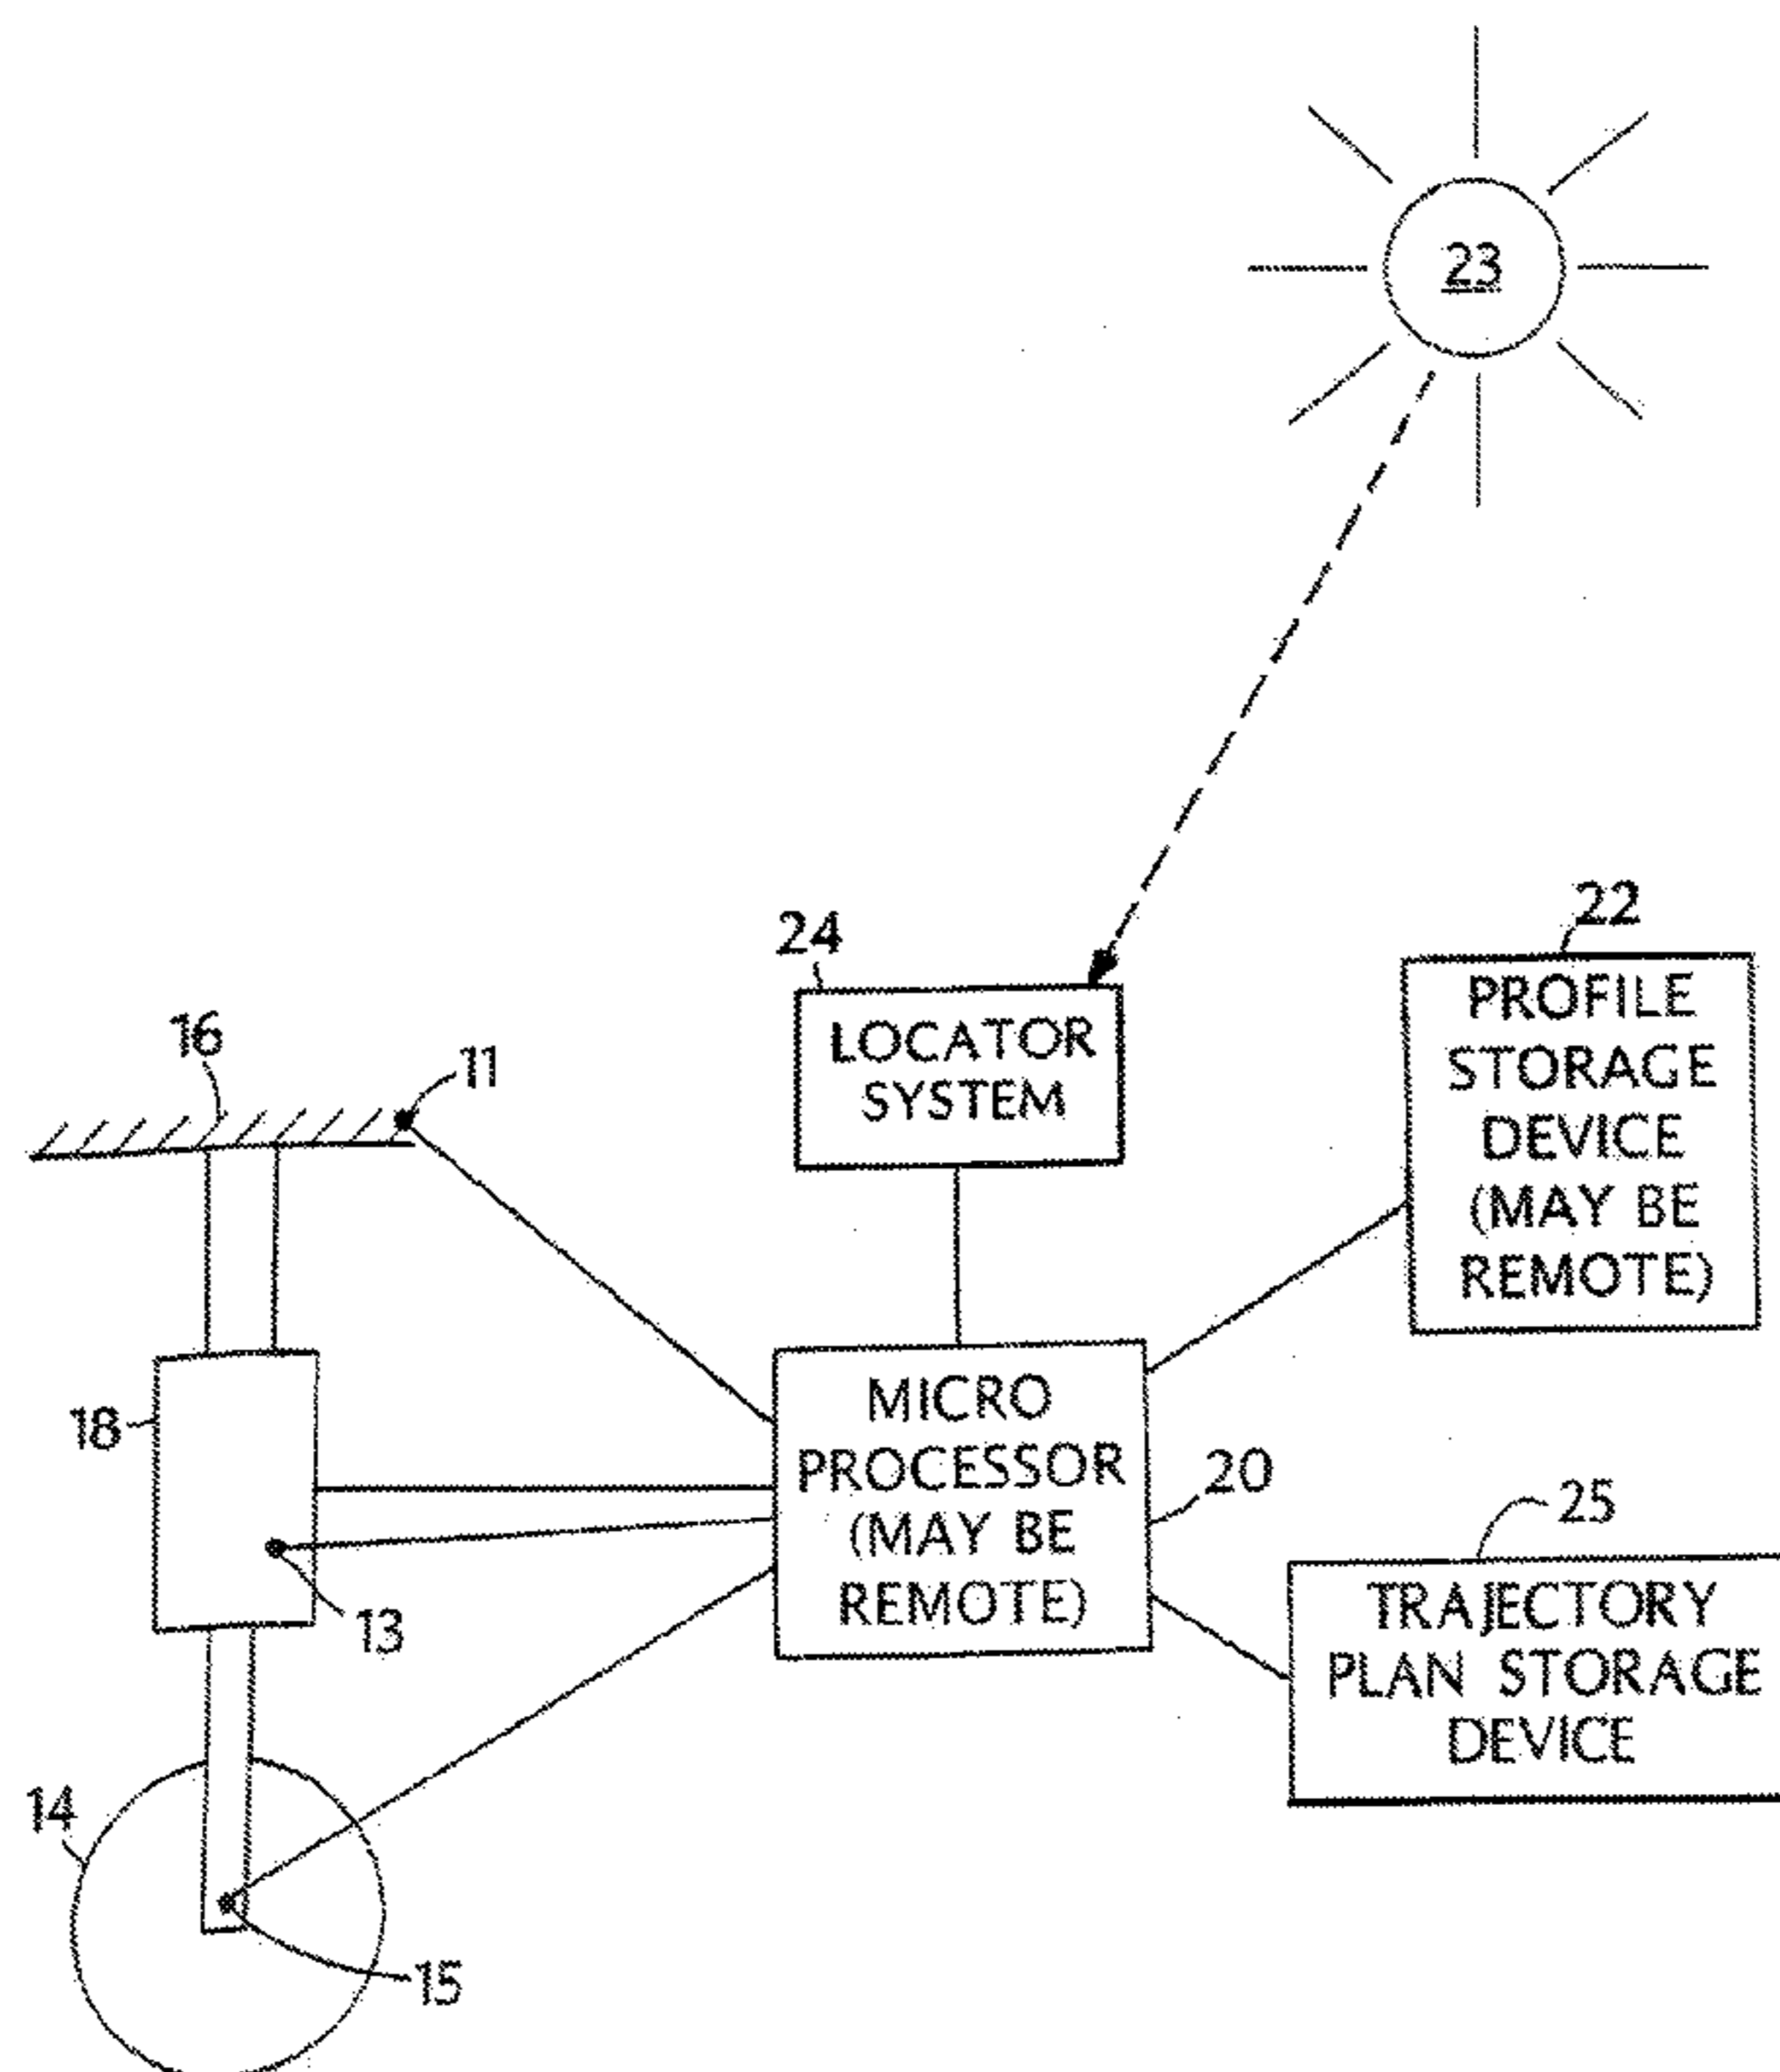 23
24
LOCATOR
SYSTEM
22
PROFILE
STORAGE
DEVICE
(MAY BE
REMOTE)
16
11
18
13
MICRO
PROCESSOR
(MAY BE
REMOTE)
20
25
TRAJECTORY
PLAN STORAGE
DEVICE
14
15